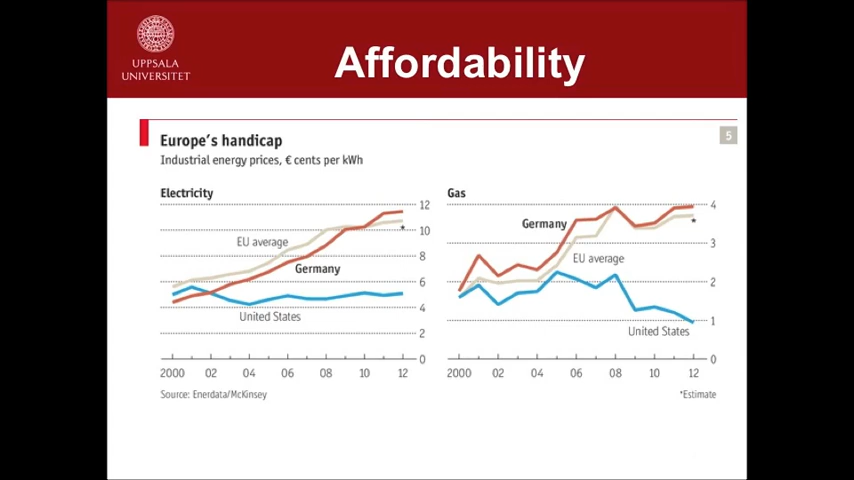 UPPSALA
UNIVERSITET
Affordability
Europe's handicap
5
Industrial energy prices, € cents per kWh
Electricity
12
10
8
6
4
2
0
EU average
*
Germany
United States
2000 02 04 06 08 10 12
Gas
4
3
2
1
0
Germany
*
EU average
United States
2000 02 04 06 08 10 12
Source: Enerdata/McKinsey
*Estimate